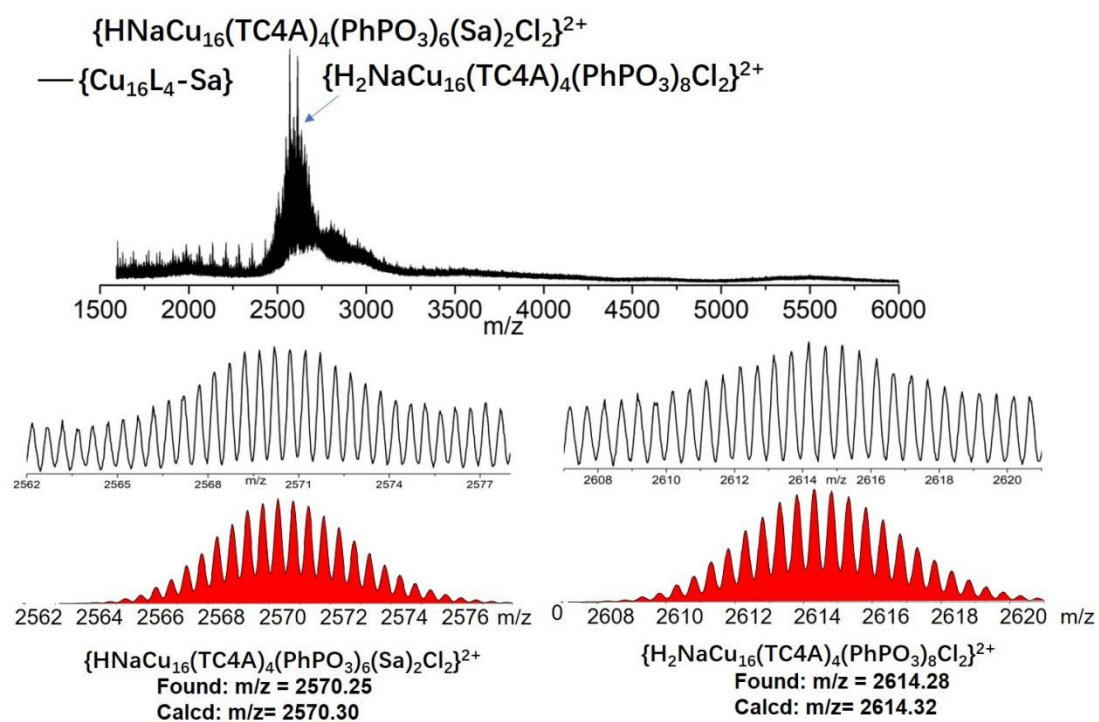 {HNaCu₁₆(TC4A)₄(PhPO₃)₆(Sa)₂Cl₂}²⁺
{Cu₁₆L₄-Sa}
{H₂NaCu₁₆(TC4A)₄(PhPO₃)₈Cl₂}²⁺
1500 2000 2500 3000 3500 4000 4500 5000 5500 6000
m/z
2562 2565 2568 m/z 2571 2574 2577
2608 2610 2612 m/z 2614 2616 2618 2620
2562 2564 2566 2568 2570 2572 2574 2576 m/z
0 2608 2610 2612 2614 2616 2618 2620 m/z
{HNaCu₁₆(TC4A)₄(PhPO₃)₆(Sa)₂Cl₂}²⁺
Found: m/z = 2570.25
Calcd: m/z= 2570.30
{H₂NaCu₁₆(TC4A)₄(PhPO₃)₈Cl₂}²⁺
Found: m/z = 2614.28
Calcd: m/z= 2614.32